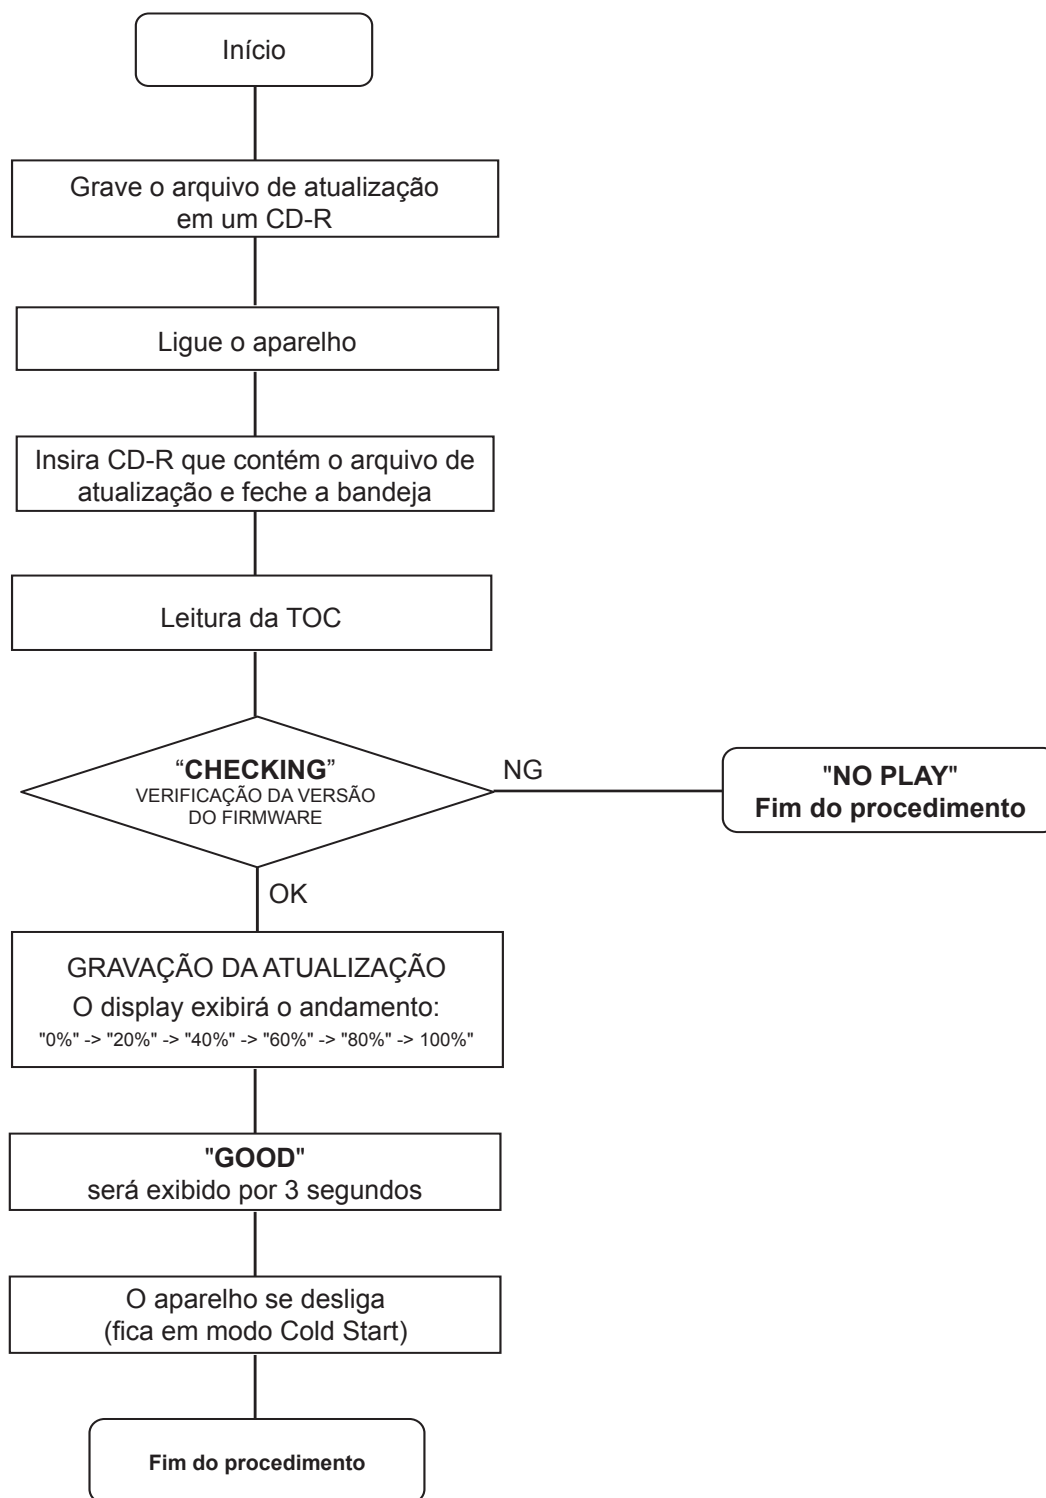 Início
Grave o arquivo de atualização
em um CD-R
Ligue o aparelho
Insira CD-R que contém o arquivo de
atualização e feche a bandeja
Leitura da TOC
“CHECKING”
VERIFICAÇÃO DA VERSÃO
DO FIRMWARE
NG
"NO PLAY"
Fim do procedimento
OK
GRAVAÇÃO DA ATUALIZAÇÃO
O display exibirá o andamento:
"0%" -> "20%" -> "40%" -> "60%" -> "80%" -> 100%"
"GOOD"
será exibido por 3 segundos
O aparelho se desliga
(fica em modo Cold Start)
Fim do procedimento